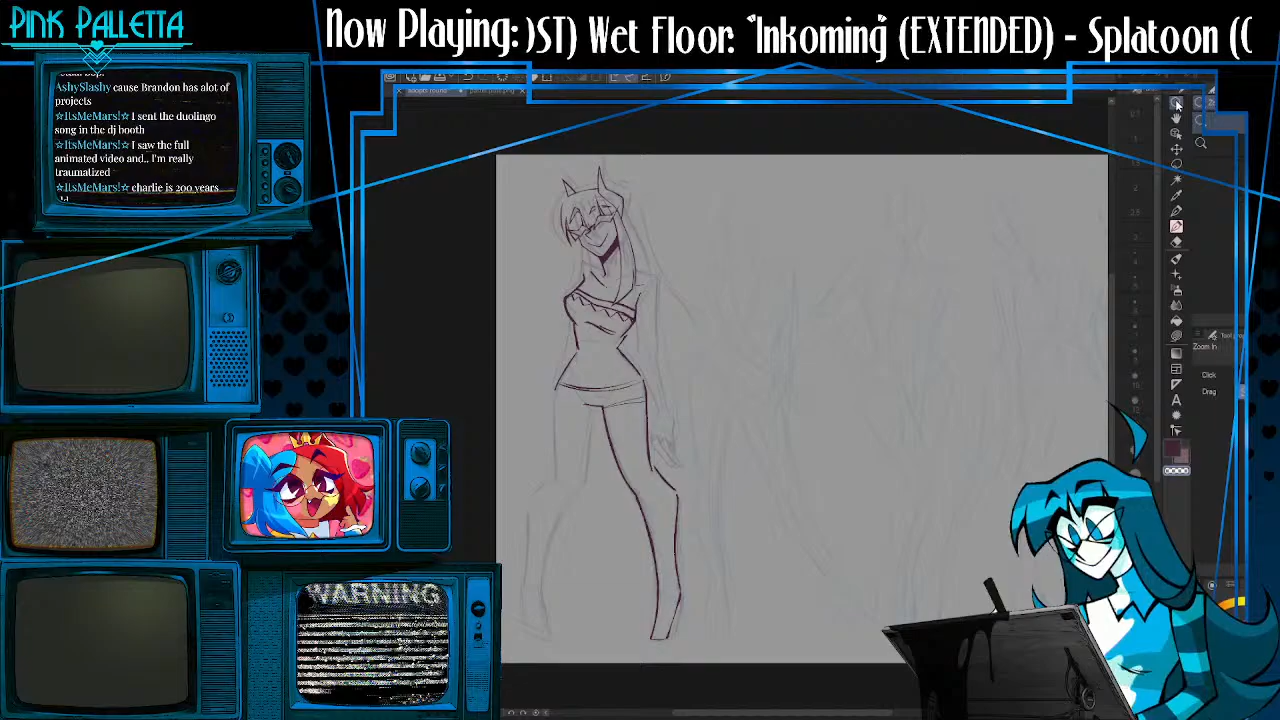 PINK PALLETTA
Now Playing: OST) Wet Floor: "Inkoming" (EXTENDED) - Splatoon ((
AshySlashy cause Brandon has alot of
projects
☆ItsMeMars!☆ I sent the duolingo
song in the dj booth
☆ItsMeMars!☆ I saw the full
animated video and.. I'm really
traumatized
☆ItsMeMars!☆ charlie is 200 years
Zoom In
Click
Drag
WARNING